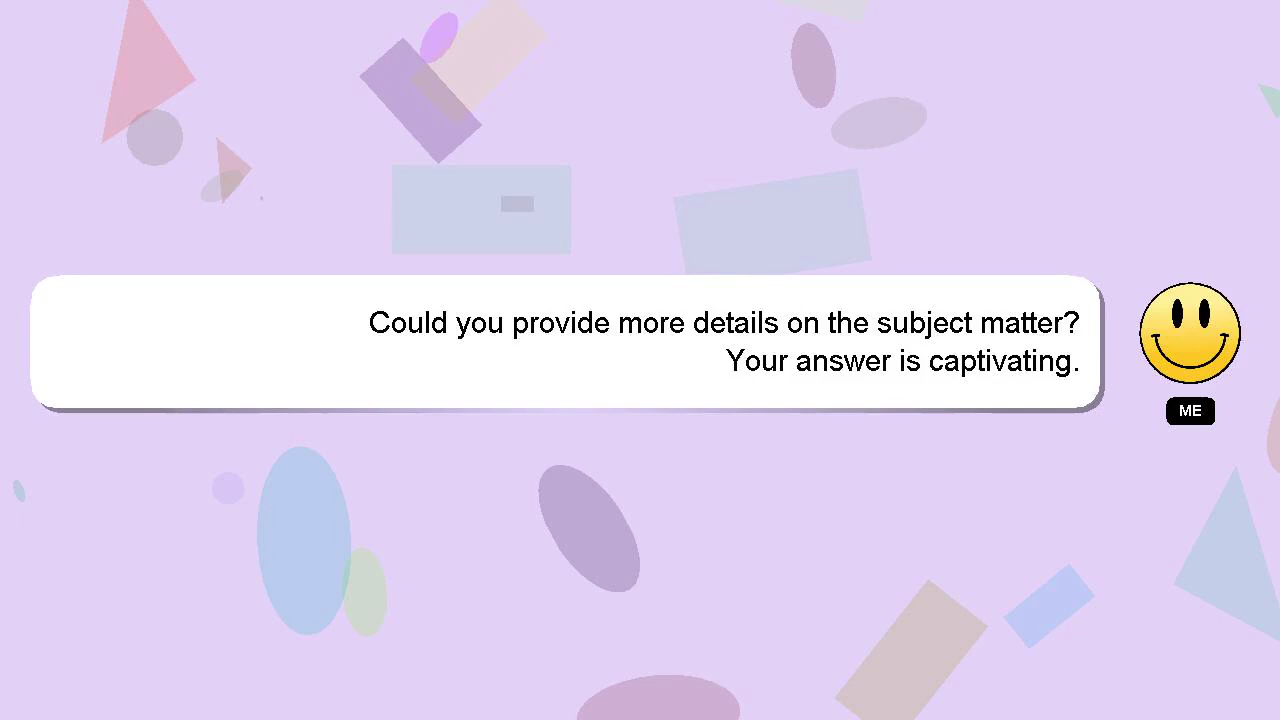 Could you provide more details on the subject matter?
Your answer is captivating.
ME